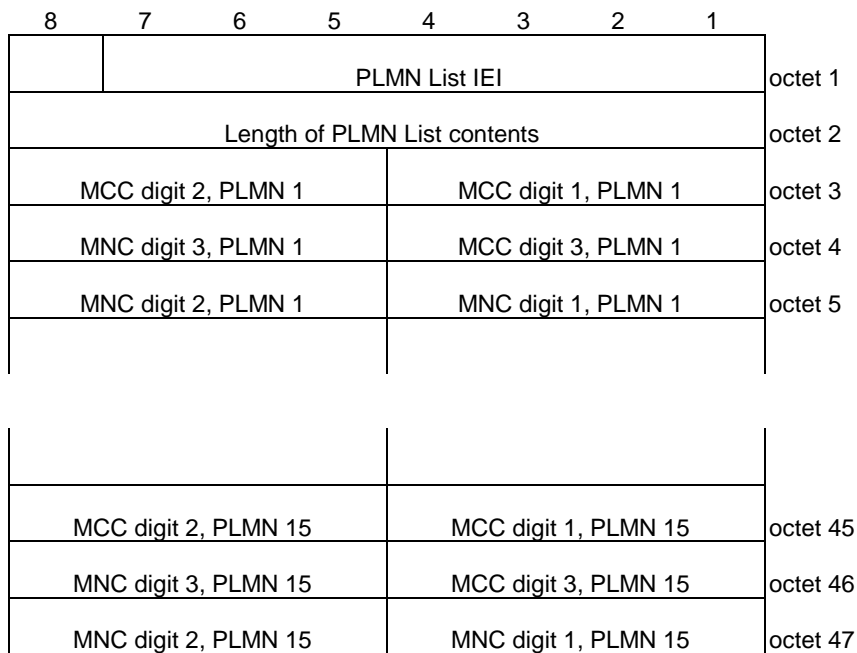 8 7 6 5 4 3 2 1
PLMN List IEI octet 1
Length of PLMN List contents octet 2
MCC digit 2, PLMN 1 MCC digit 1, PLMN 1 octet 3
MNC digit 3, PLMN 1 MCC digit 3, PLMN 1 octet 4
MNC digit 2, PLMN 1 MNC digit 1, PLMN 1 octet 5
MCC digit 2, PLMN 15 MCC digit 1, PLMN 15 octet 45
MNC digit 3, PLMN 15 MCC digit 3, PLMN 15 octet 46
MNC digit 2, PLMN 15 MNC digit 1, PLMN 15 octet 47